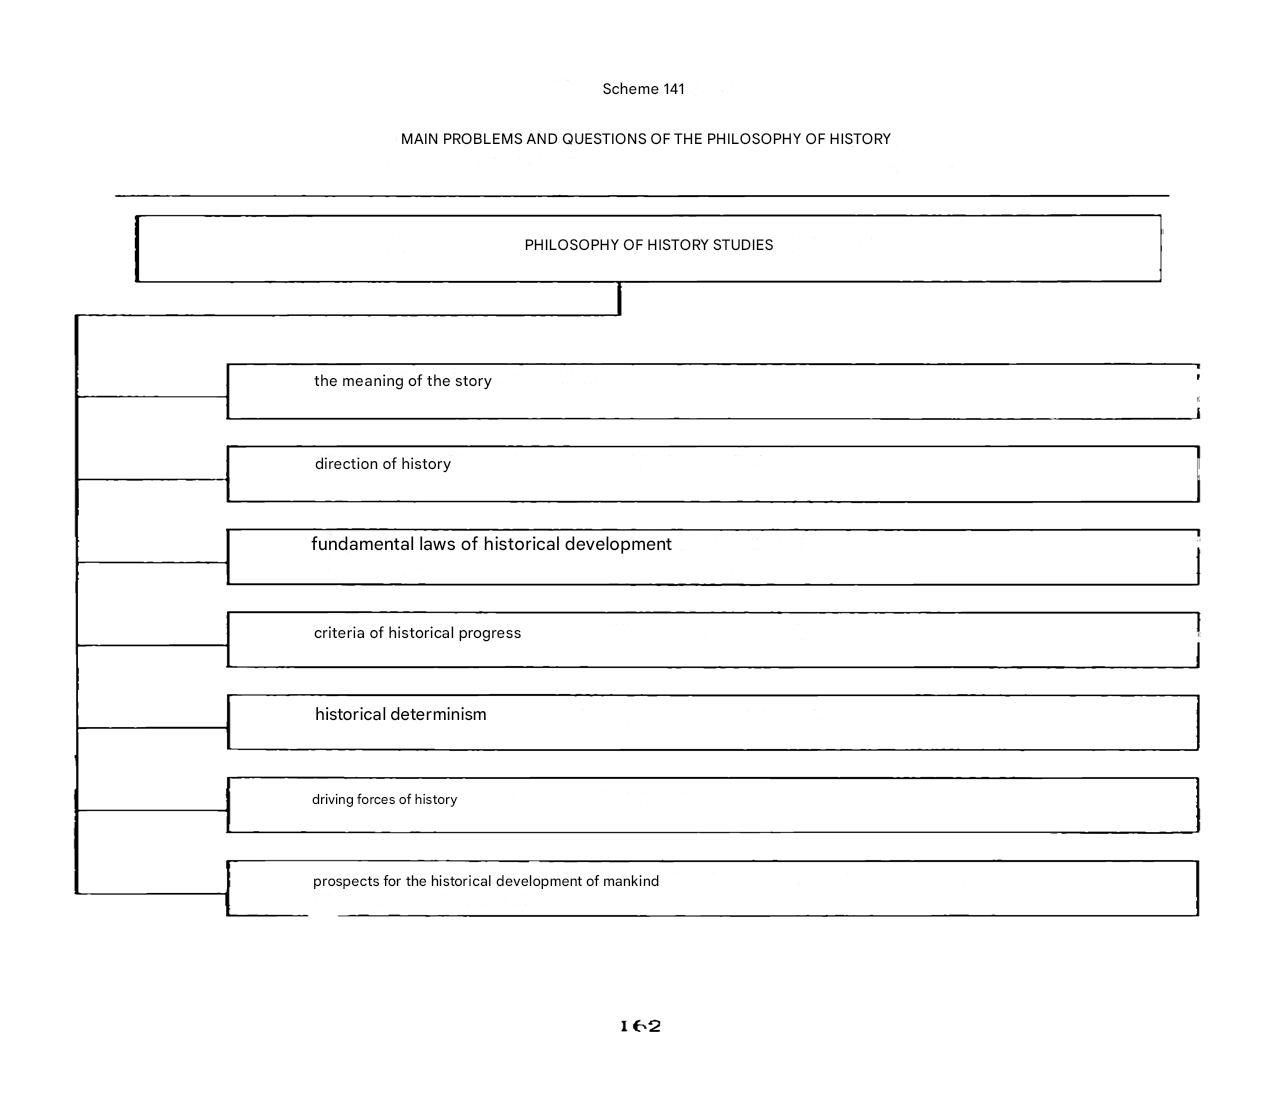 Scheme 141
MAIN PROBLEMS AND QUESTIONS OF THE PHILOSOPHY OF HISTORY
PHILOSOPHY OF HISTORY STUDIES
the meaning of the story
direction of history
fundamental laws of historical development
criteria of historical progress
historical determinism
driving forces of history
prospects for the historical development of mankind
162